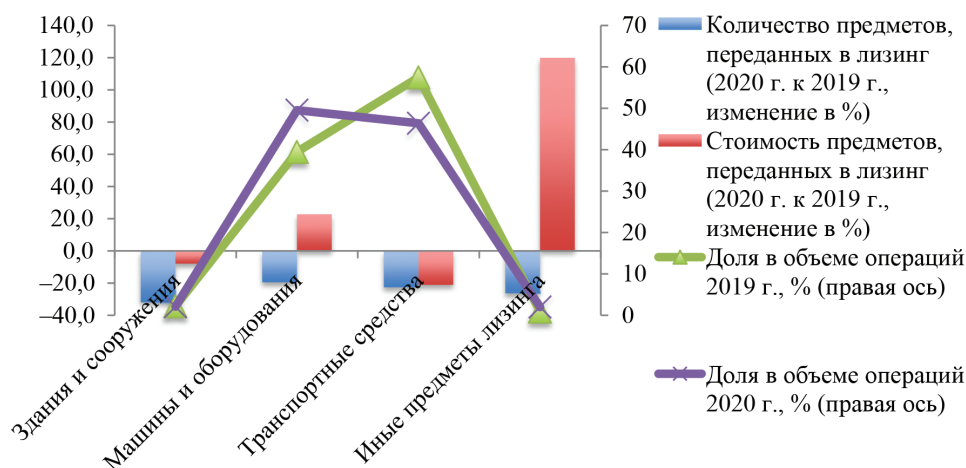 140,0
120,0
100,0
80,0
60,0
40,0
20,0
0,0
–20,0
–40,0
70
60
50
40
30
20
10
0
Здания и сооружения
Машины и оборудования
Транспортные средства
Иные предметы лизинга
Количество предметов,
переданных в лизинг
(2020 г. к 2019 г.,
изменение в %)
Стоимость предметов,
переданных в лизинг
(2020 г. к 2019 г.,
изменение в %)
Доля в объеме операций
2019 г., % (правая ось)
Доля в объеме операций
2020 г., % (правая ось)